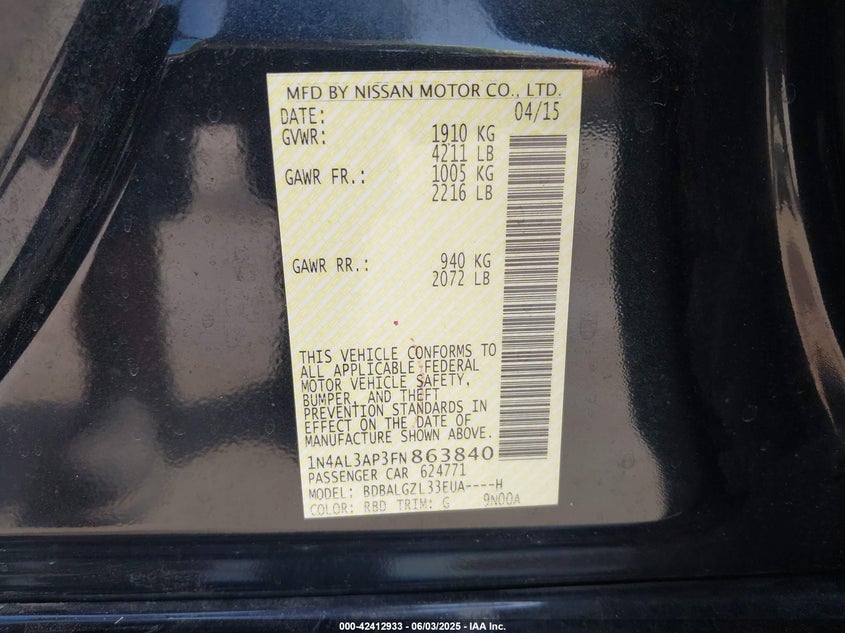 MFD BY NISSAN MOTOR CO., LTD.
DATE: 04/15
GVWR: 1910 KG
4211 LB
GAWR FR.: 1005 KG
2216 LB
GAWR RR.: 940 KG
2072 LB
THIS VEHICLE CONFORMS TO
ALL APPLICABLE FEDERAL
MOTOR VEHICLE SAFETY,
BUMPER, AND THEFT
PREVENTION STANDARDS IN
EFFECT ON THE DATE OF
MANUFACTURE SHOWN ABOVE.
1N4AL3AP3FN863840
PASSENGER CAR 624771
MODEL: BDBALGZL33EUA----H
COLOR: RBD TRIM: G 9N00A
000-42412933 - 06/03/2025 - IAA Inc.